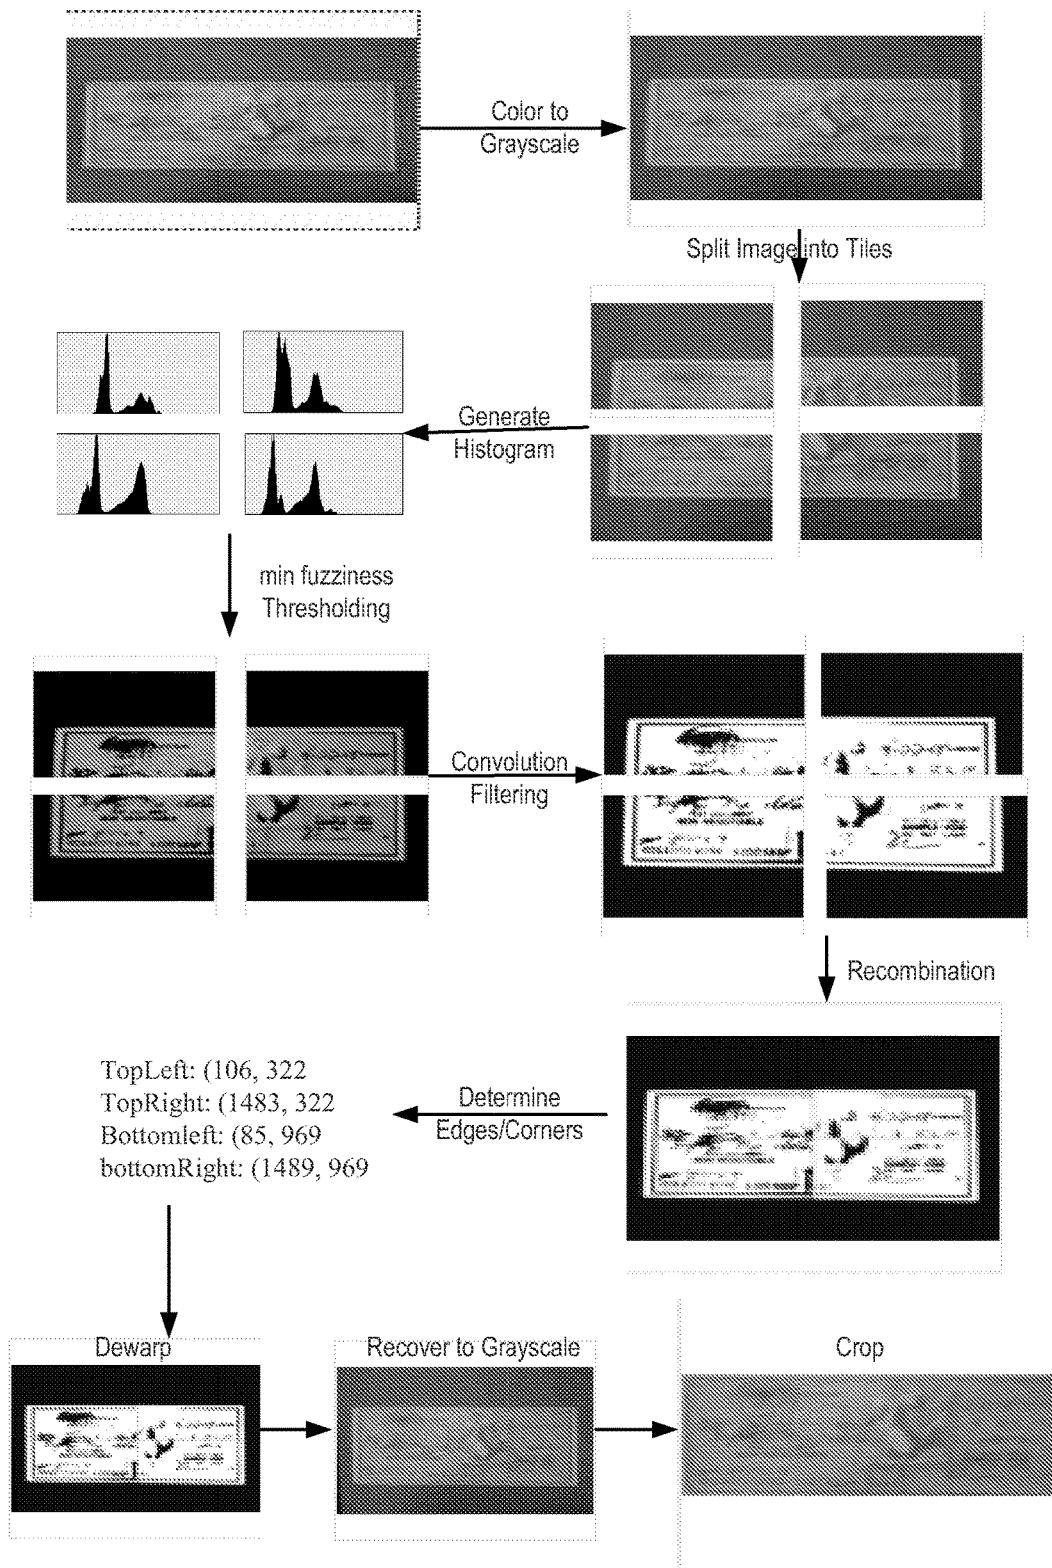 Color to
Grayscale
Split Image into Tiles
Generate
Histogram
min fuzziness
Thresholding
Convolution
Filtering
Recombination
Determine
Edges/Corners
TopLeft: (106, 322
TopRight: (1483, 322
Bottomleft: (85, 969
bottomRight: (1489, 969
Dewarp
Recover to Grayscale
Crop